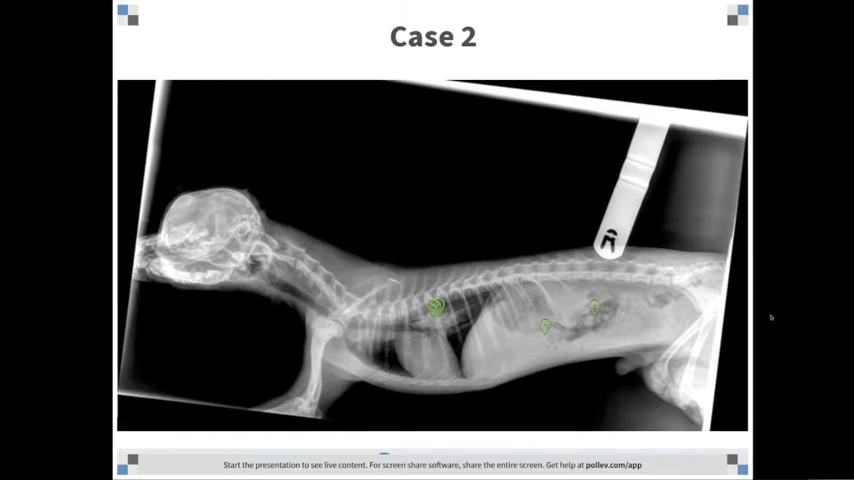 Case 2
Start the presentation to see live content. For screen share software, share the entire screen. Get help at pollev.com/app